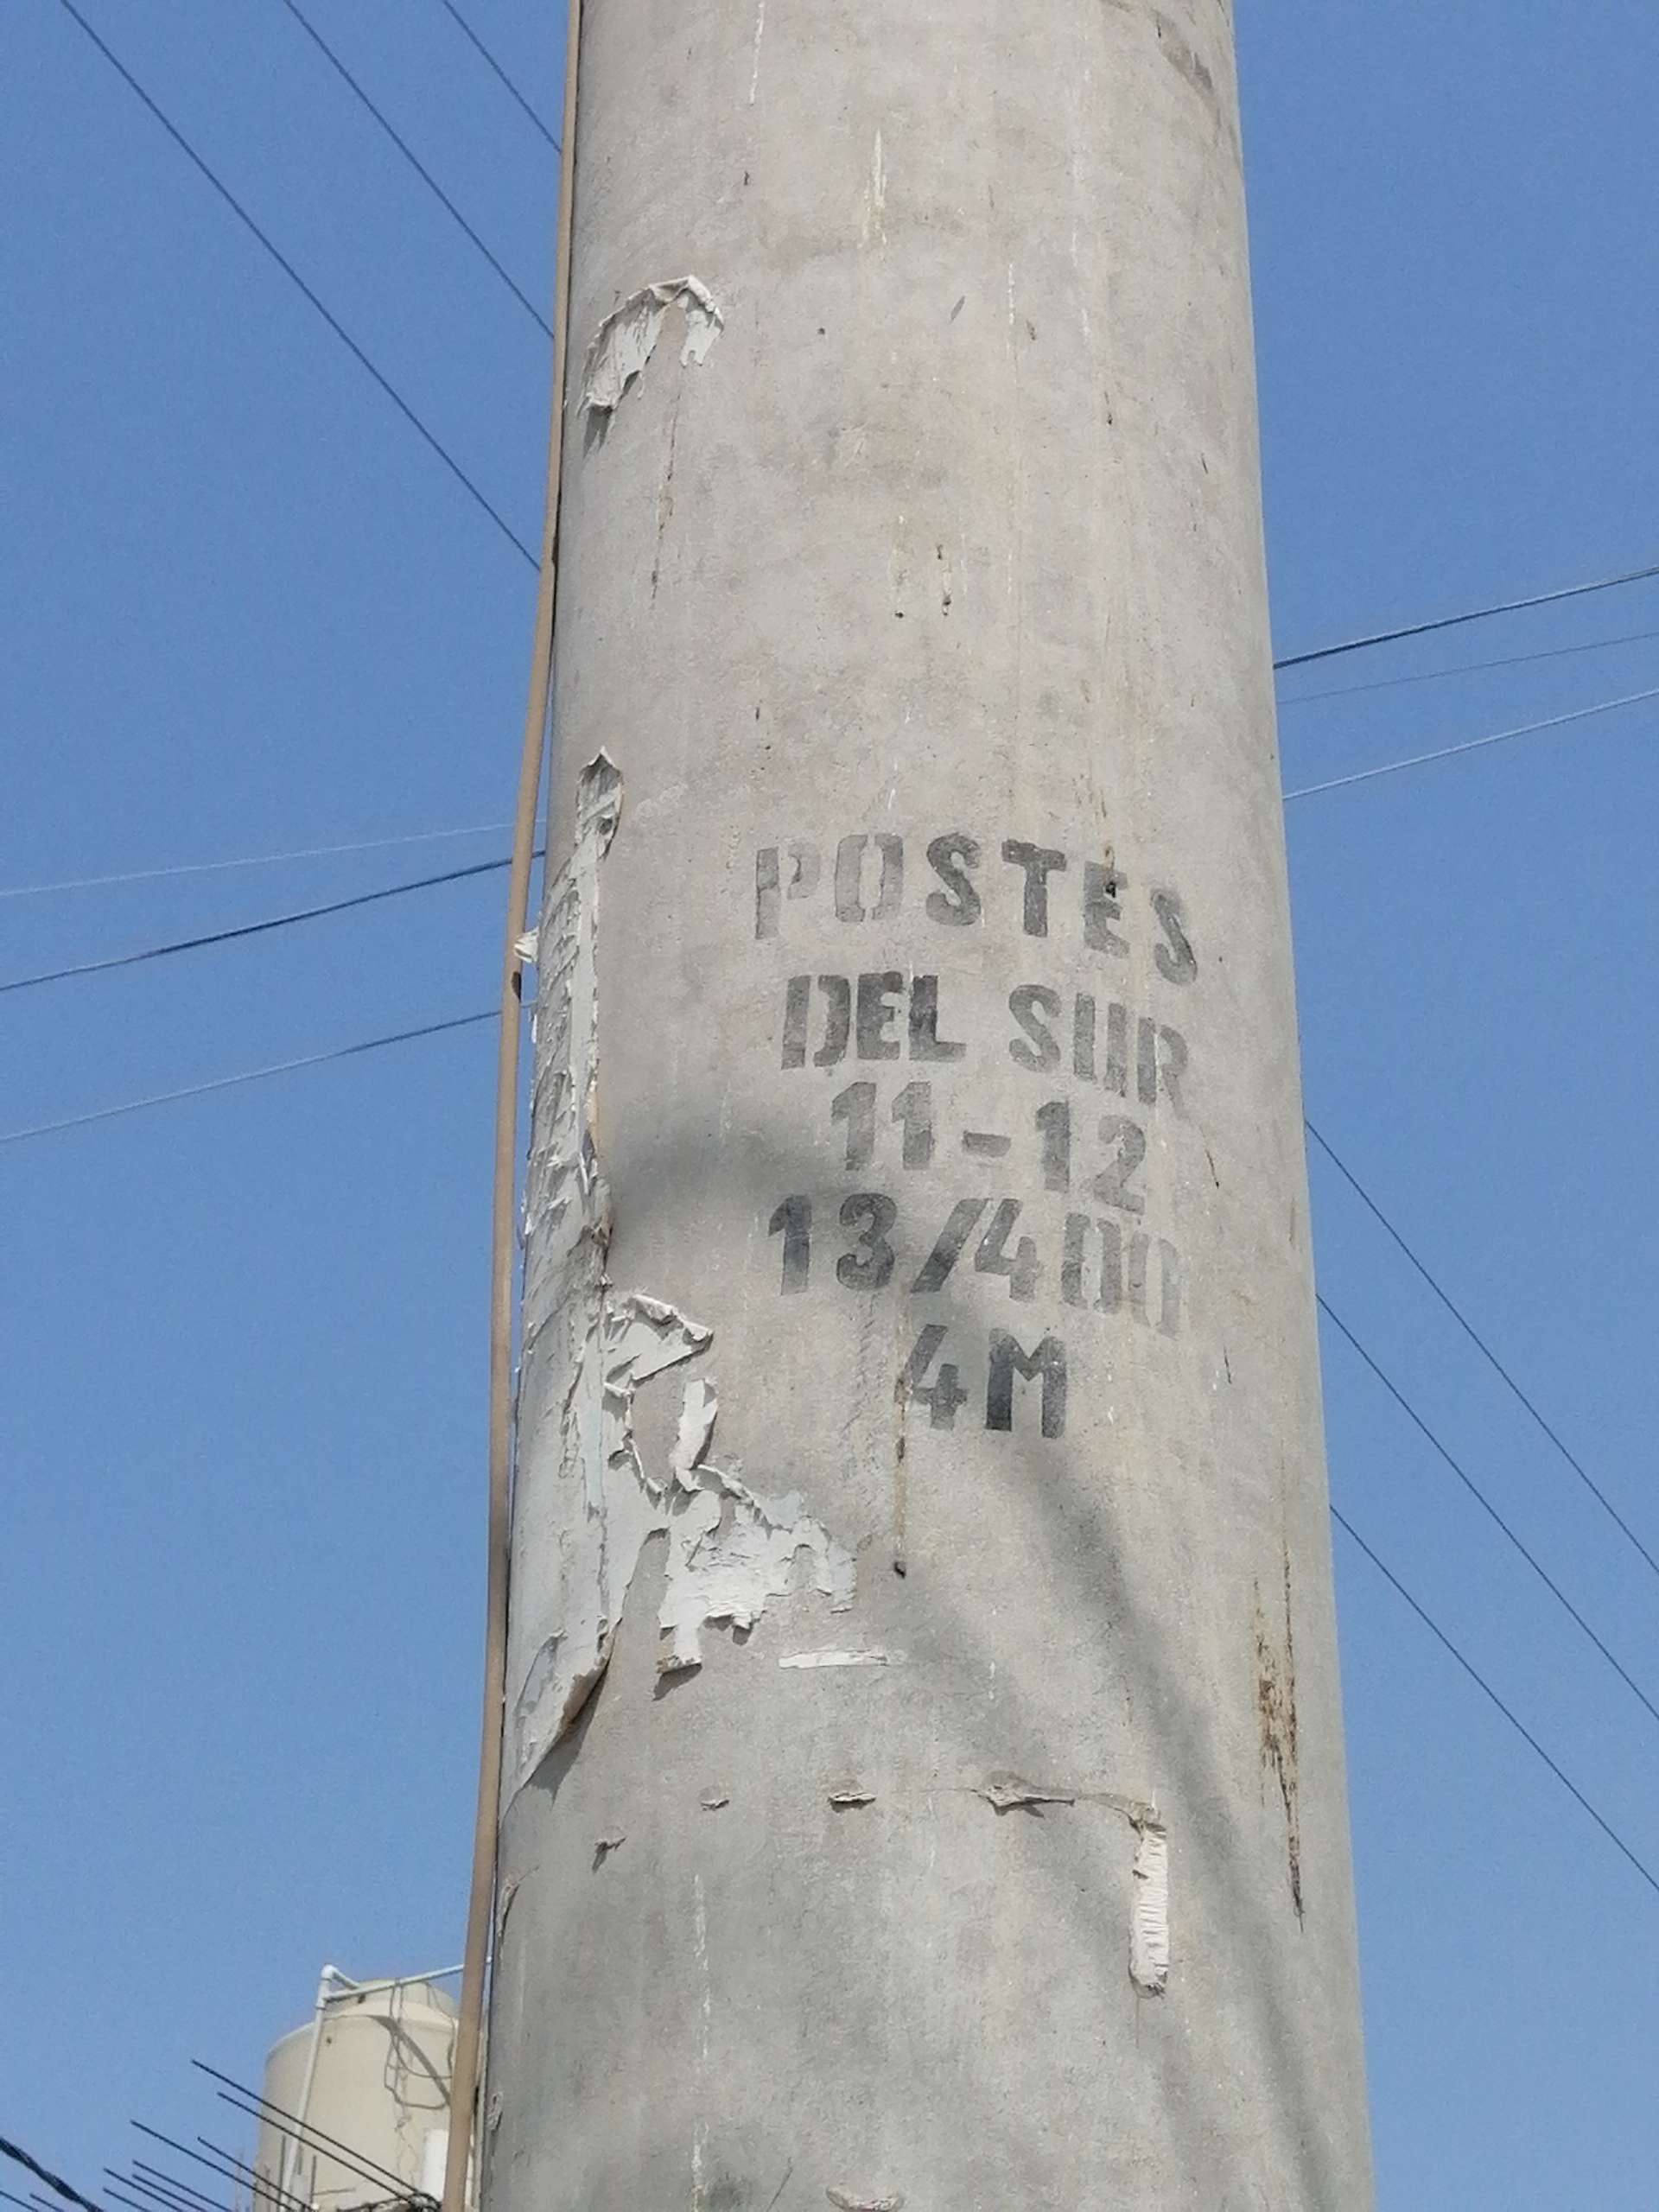 POSTES
DEL SUR
11-12
13/400
4M